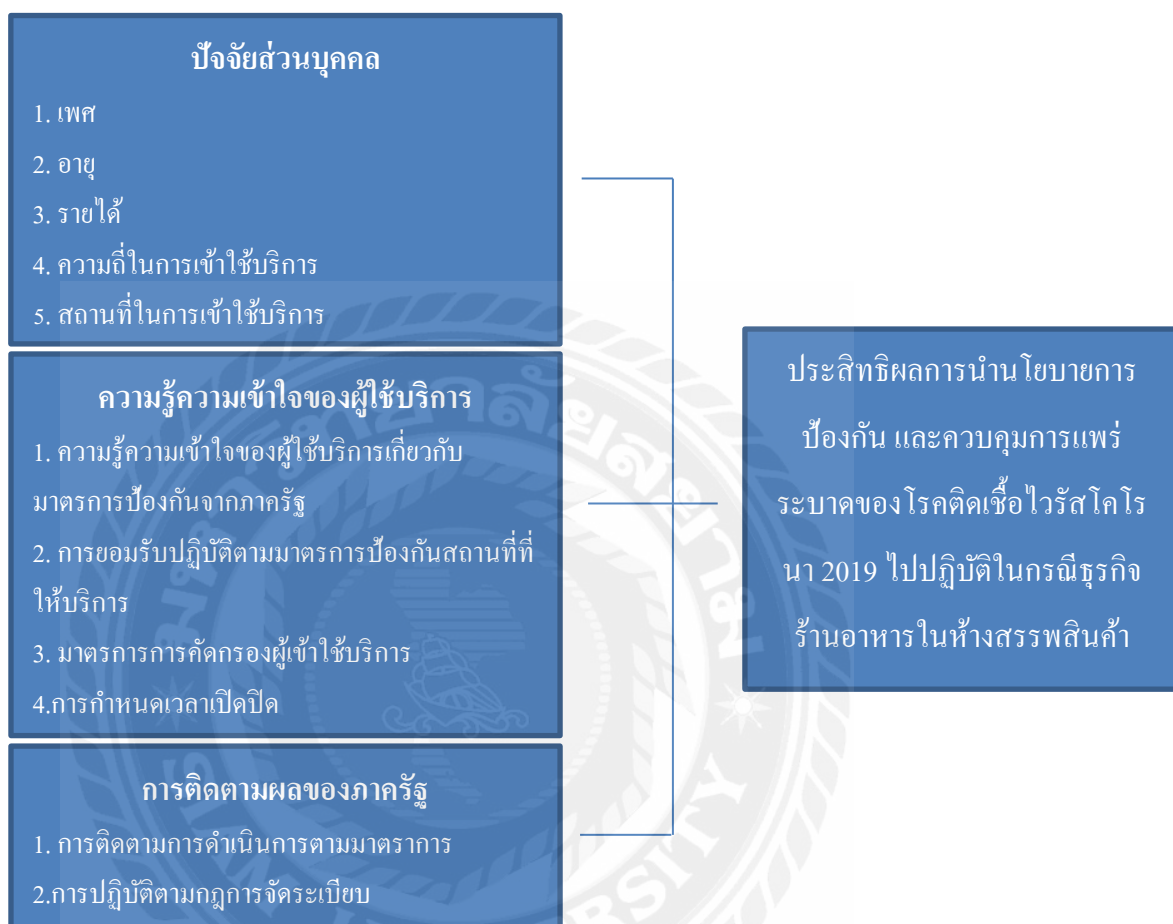 ปัจจัยส่วนบุคคล
1. เพศ
2. อายุ
3. รายได้
4. ความถี่ในการเข้าใช้บริการ
5. สถานที่ในการเข้าใช้บริการ
ความรู้ความเข้าใจของผู้ใช้บริการ
1. ความรู้ความเข้าใจของผู้ใช้บริการเกี่ยวกับ
มาตรการป้องกันจากภาครัฐ
2. การยอมรับปฏิบัติตามมาตรการป้องกันสถานที่ที่
ให้บริการ
3. มาตรการการคัดกรองผู้เข้าใช้บริการ
4.การกำหนดเวลาเปิดปิด
การติดตามผลของภาครัฐ
1. การติดตามการดำเนินการตามมาตราการ
2.การปฏิบัติตามกฎการจัดระเบียบ
ประสิทธิผลการนำนโยบายการ
ป้องกัน และควบคุมการแพร่
ระบาดของโรคติดเชื้อไวรัสโคโร
นา 2019 ไปปฏิบัติในกรณีธุรกิจ
ร้านอาหารในห้างสรรพสินค้า
มหาวิทยาลัยสยาม